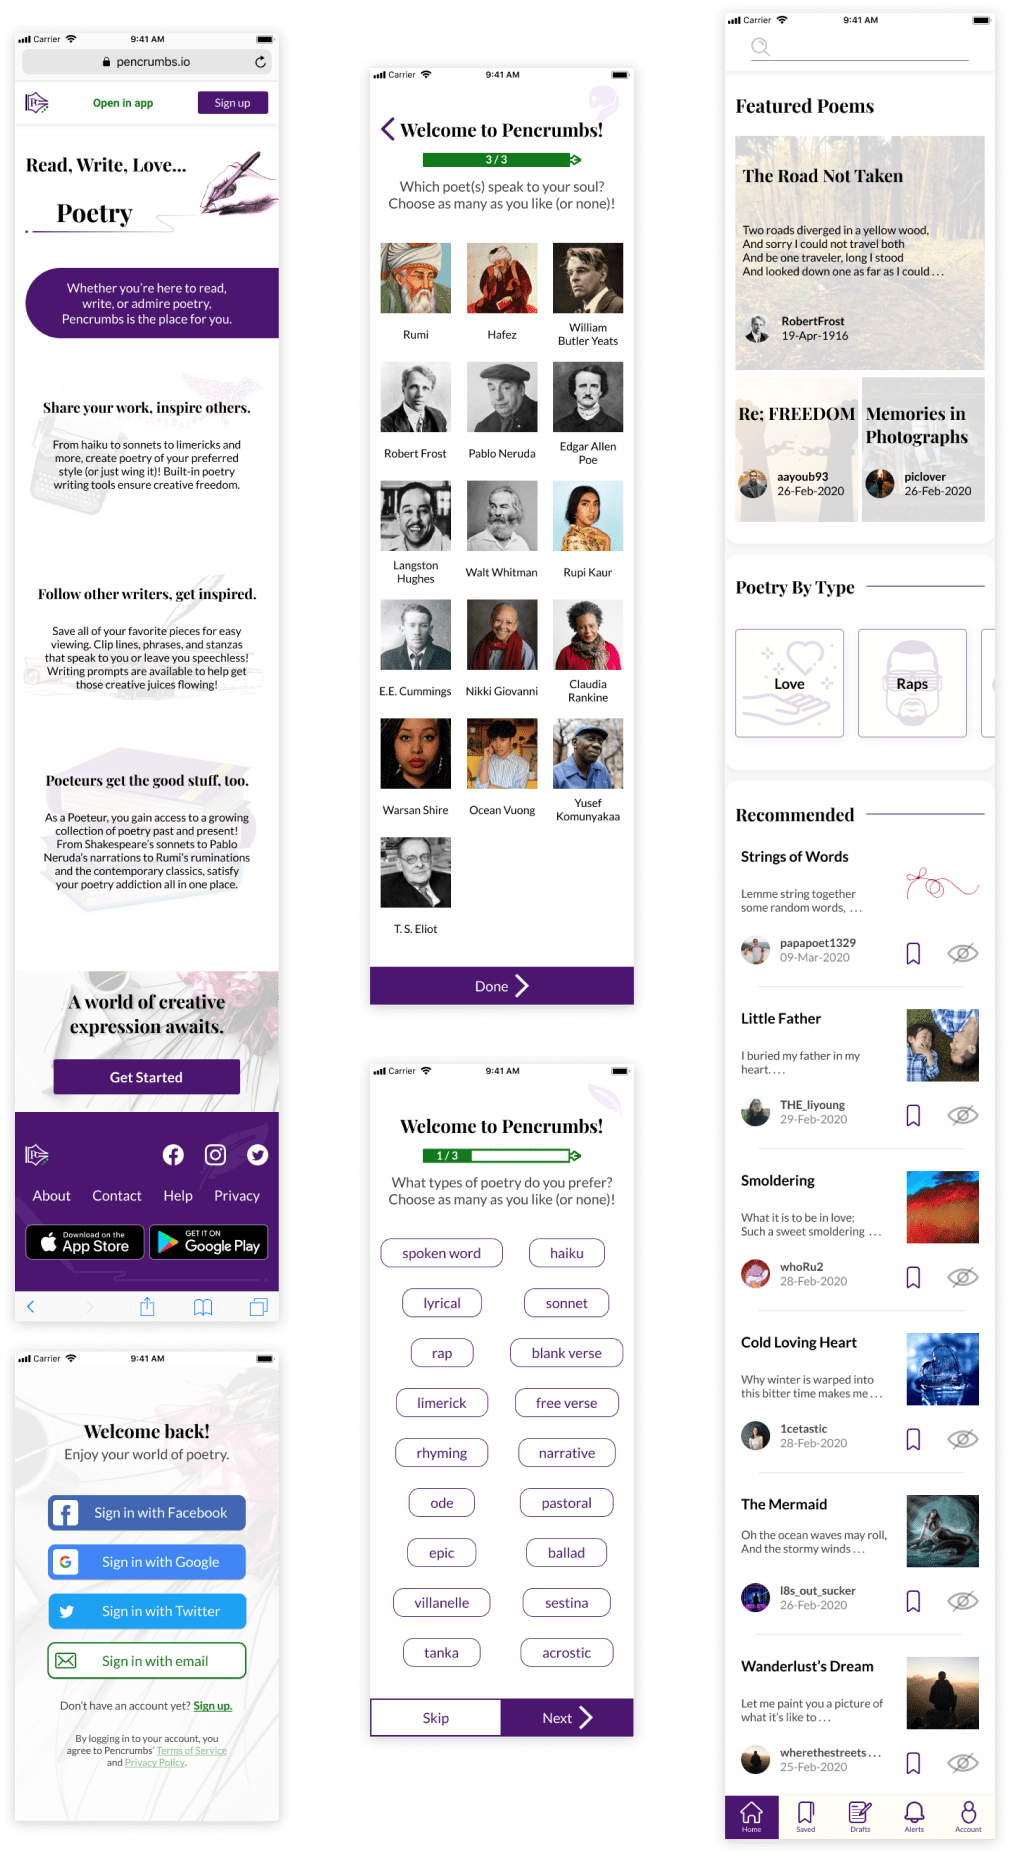 Carrier
9:41 AM
pencrumbs.io
Open in app
Sign up
Read, Write, Love...
Poetry
Whether you're here to read,
write, or admire poetry,
Pencrumbs is the place for you.
Share your work, inspire others.
From haiku to sonnets to limericks and
more, create poetry of your preferred
style (or just wing it)! Built-in poetry
writing tools ensure creative freedom.
Follow other writers, get inspired.
Save all of your favorite pieces for easy
viewing. Clip lines, phrases, and stanzas
that speak to you or leave you speechless!
Writing prompts are available to help get
those creative juices flowing!
Poeteurs get the good stuff, too.
As a Poeteur, you gain access to a growing
collection of poetry past and present!
From Shakespeare's sonnets to Pablo
Neruda's narrations to Rumi's ruminations
and the contemporary classics, satisfy
your poetry addiction all in one place.
A world of creative
expression awaits.
Get Started
About Contact Help Privacy
Download on the
App Store
GET IT ON
Google Play
Carrier
9:41 AM
Welcome back!
Enjoy your world of poetry.
Sign in with Facebook
Sign in with Google
Sign in with Twitter
Sign in with email
Don't have an account yet? Sign up.
By logging in to your account, you
agree to Pencrumbs' Terms of Service
and Privacy Policy.
Carrier
9:41 AM
Welcome to Pencrumbs!
3 / 3
Which poet(s) speak to your soul?
Choose as many as you like (or none)!
Rumi
Hafez
William
Butler Yeats
Robert Frost
Pablo Neruda
Edgar Allen
Poe
Langston
Hughes
Walt Whitman
Rupi Kaur
E.E. Cummings
Nikki Giovanni
Claudia
Rankine
Warsan Shire
Ocean Vuong
Yusef
Komunyakaa
T. S. Eliot
Done
Carrier
9:41 AM
Welcome to Pencrumbs!
1 / 3
What types of poetry do you prefer?
Choose as many as you like (or none)!
spoken word
haiku
lyrical
sonnet
rap
blank verse
limerick
free verse
rhyming
narrative
ode
pastoral
epic
ballad
villanelle
sestina
tanka
acrostic
Skip
Next
Carrier
9:41 AM
Featured Poems
The Road Not Taken
Two roads diverged in a yellow wood,
And sorry I could not travel both
And be one traveler, long I stood
And looked down one as far as I could . . .
RobertFrost
19-Apr-1916
Re; FREEDOM
aayoub93
26-Feb-2020
Memories in
Photographs
piclover
26-Feb-2020
Poetry By Type
Love
Raps
Recommended
Strings of Words
Lemme string together
some random words, . . .
papapoet1329
09-Mar-2020
Little Father
I buried my father in my
heart. . . .
THE_liyoung
29-Feb-2020
Smoldering
What it is to be in love;
Such a sweet smoldering . . .
whoRu2
28-Feb-2020
Cold Loving Heart
Why winter is warped into
this bitter time makes me . . .
1cetastic
28-Feb-2020
The Mermaid
Oh the ocean waves may roll,
And the stormy winds . . .
l8s_out_sucker
26-Feb-2020
Wanderlust's Dream
Let me paint you a picture of
what it's like to . . .
wherethestreets . . .
25-Feb-2020
Home
Saved
Drafts
Alerts
Account